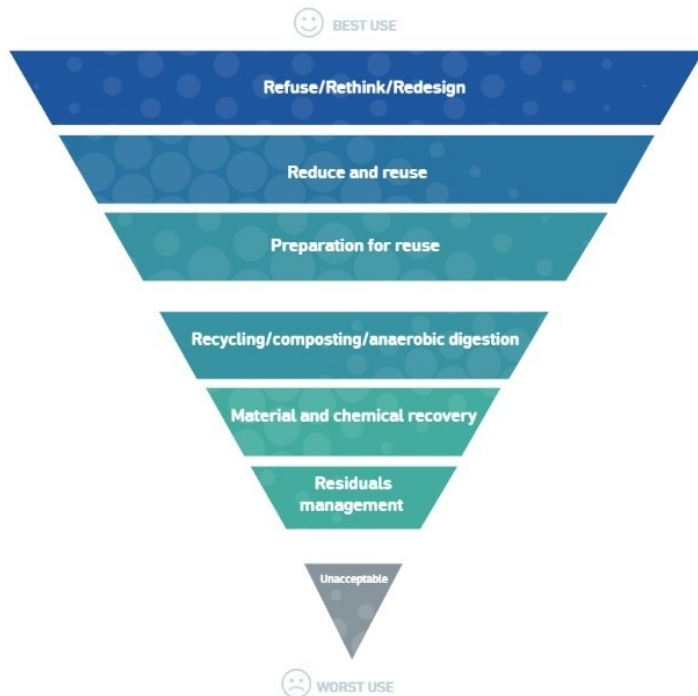 BEST USE
Refuse/Rethink/Redesign
Reduce and reuse
Preparation for reuse
Recycling/composting/anaerobic digestion
Material and chemical recovery
Residuals
management
Unacceptable
WORST USE